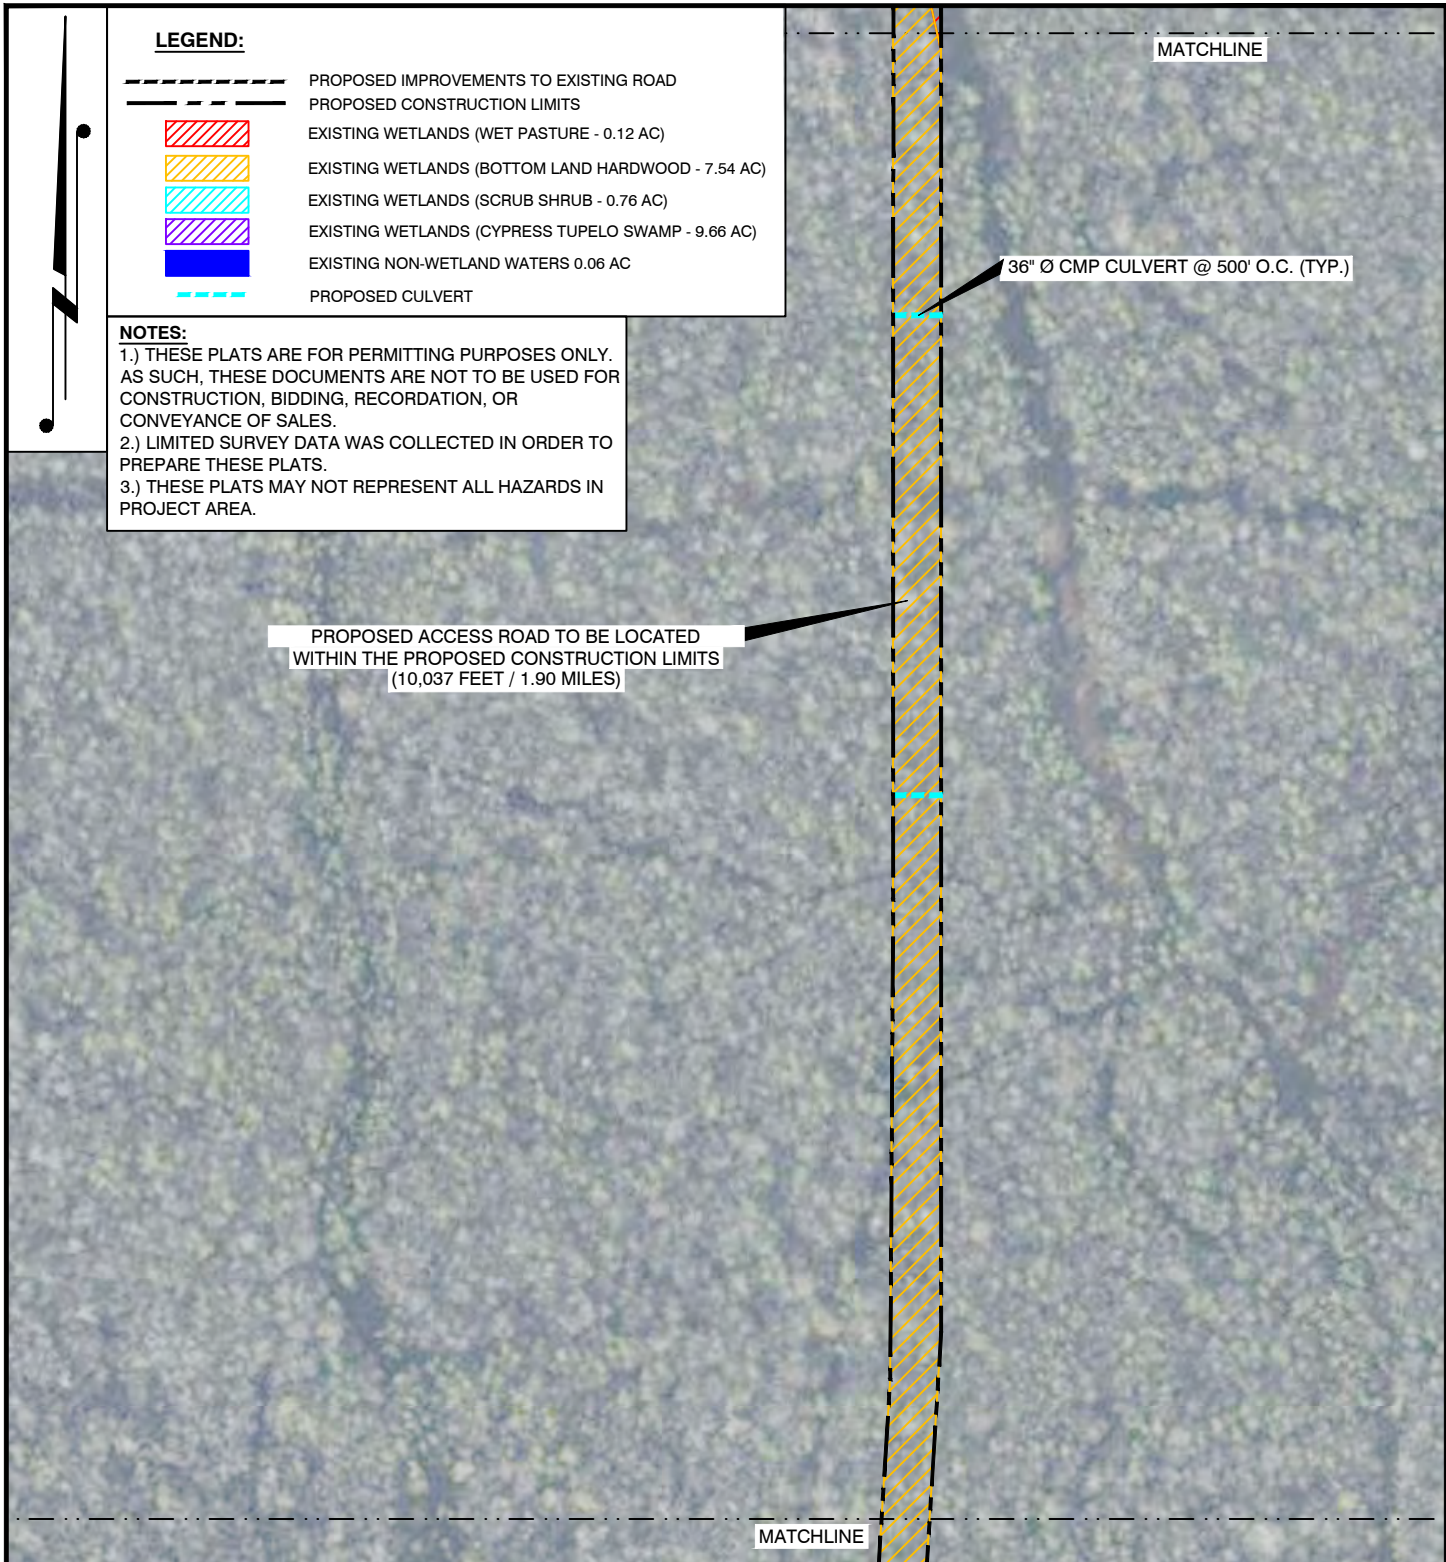 LEGEND:
PROPOSED IMPROVEMENTS TO EXISTING ROAD
PROPOSED CONSTRUCTION LIMITS
EXISTING WETLANDS (WET PASTURE - 0.12 AC)
EXISTING WETLANDS (BOTTOM LAND HARDWOOD - 7.54 AC)
EXISTING WETLANDS (SCRUB SHRUB - 0.76 AC)
EXISTING WETLANDS (CYPRESS TUPELO SWAMP - 9.66 AC)
EXISTING NON-WETLAND WATERS 0.06 AC
PROPOSED CULVERT
NOTES:
1.) THESE PLATS ARE FOR PERMITTING PURPOSES ONLY.
AS SUCH, THESE DOCUMENTS ARE NOT TO BE USED FOR
CONSTRUCTION, BIDDING, RECORDATION, OR
CONVEYANCE OF SALES.
2.) LIMITED SURVEY DATA WAS COLLECTED IN ORDER TO
PREPARE THESE PLATS.
3.) THESE PLATS MAY NOT REPRESENT ALL HAZARDS IN
PROJECT AREA.
MATCHLINE
36" Ø CMP CULVERT @ 500' O.C. (TYP.)
PROPOSED ACCESS ROAD TO BE LOCATED
WITHIN THE PROPOSED CONSTRUCTION LIMITS
(10,037 FEET / 1.90 MILES)
MATCHLINE